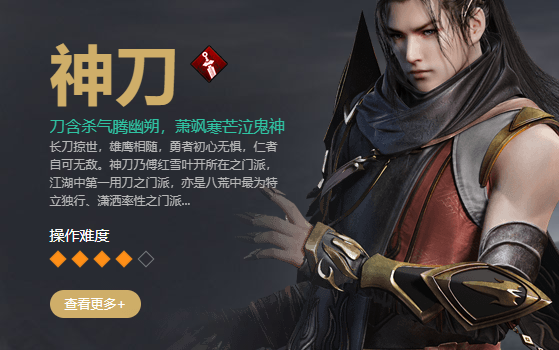 神刀
刀含杀气腾幽朔，萧飒寒芒泣鬼神
长刀掠世，雄鹰相随，勇者初心无惧，仁者
自可无敌。神刀乃傅红雪叶开所在之门派，
江湖中第一用刀之门派，亦是八荒中最为特
立独行、潇洒率性之门派...
操作难度
查看更多+